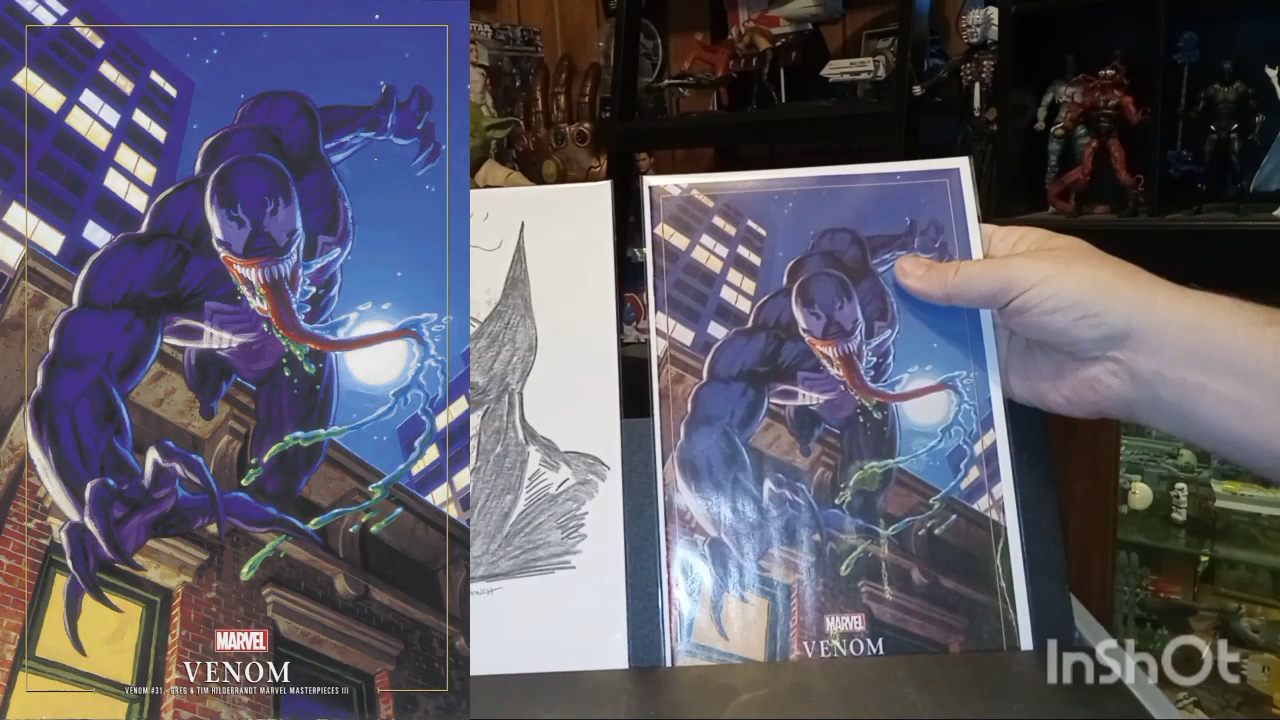 MARVEL
VENOM
VENOM #31, GREG & TIM HILDEBRANDT MARVEL MASTERPIECES III
MARVEL
VENOM
InShOt